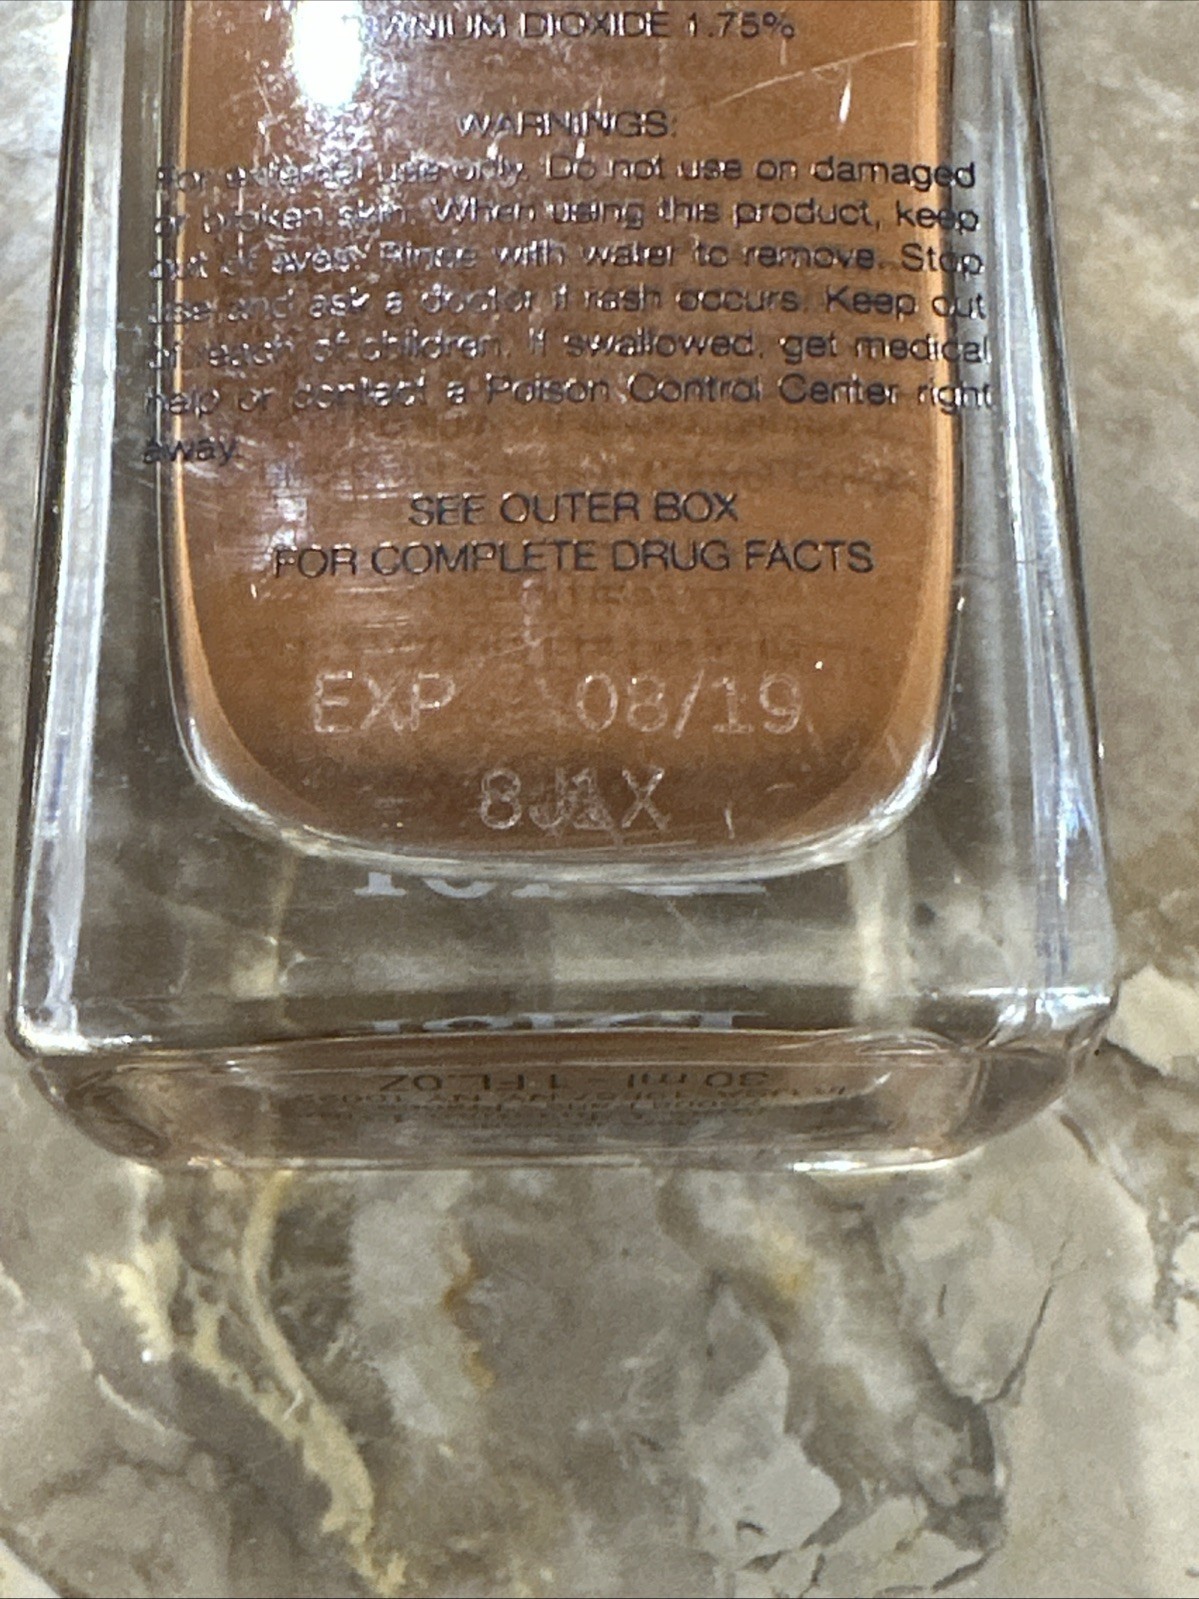 ANIUM DIOXIDE 1.75%
WARNINGS:
For external use only. Do not use on damaged
or broken skin. When using this product, keep
out of eyes. Rinse with water to remove. Stop
use and ask a doctor if rash occurs. Keep out
of reach of children. If swallowed, get medical
help or contact a Poison Control Center right
away.
SEE OUTER BOX
FOR COMPLETE DRUG FACTS
EXP 08/19
30 ml - 1 FL.OZ